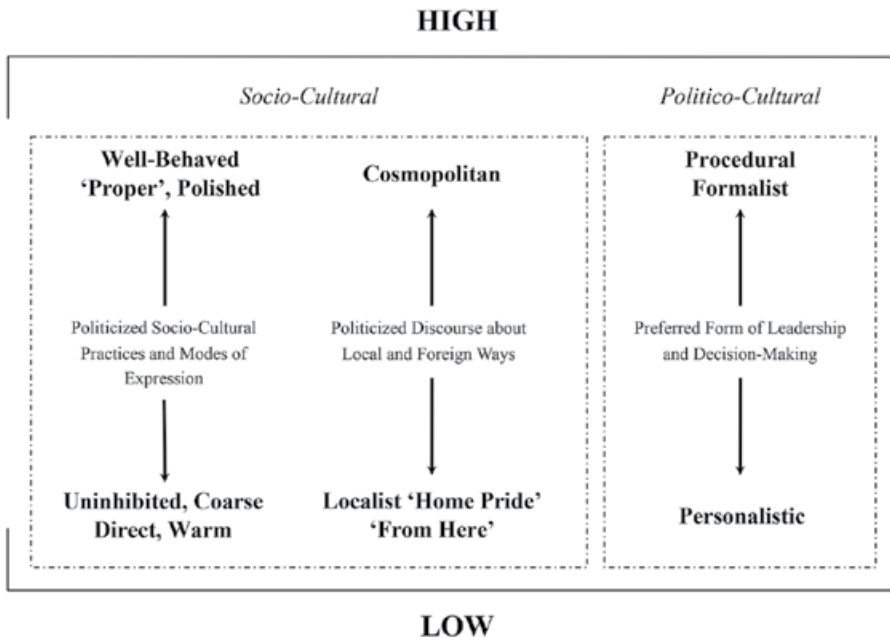 HIGH
Socio-Cultural
Politico-Cultural
Well-Behaved
‘Proper’, Polished
Cosmopolitan
Procedural
Formalist
Politicized Socio-Cultural
Practices and Modes of
Expression
Politicized Discourse about
Local and Foreign Ways
Preferred Form of Leadership
and Decision-Making
Uninhibited, Coarse
Direct, Warm
Localist ‘Home Pride’
‘From Here’
Personalistic
LOW